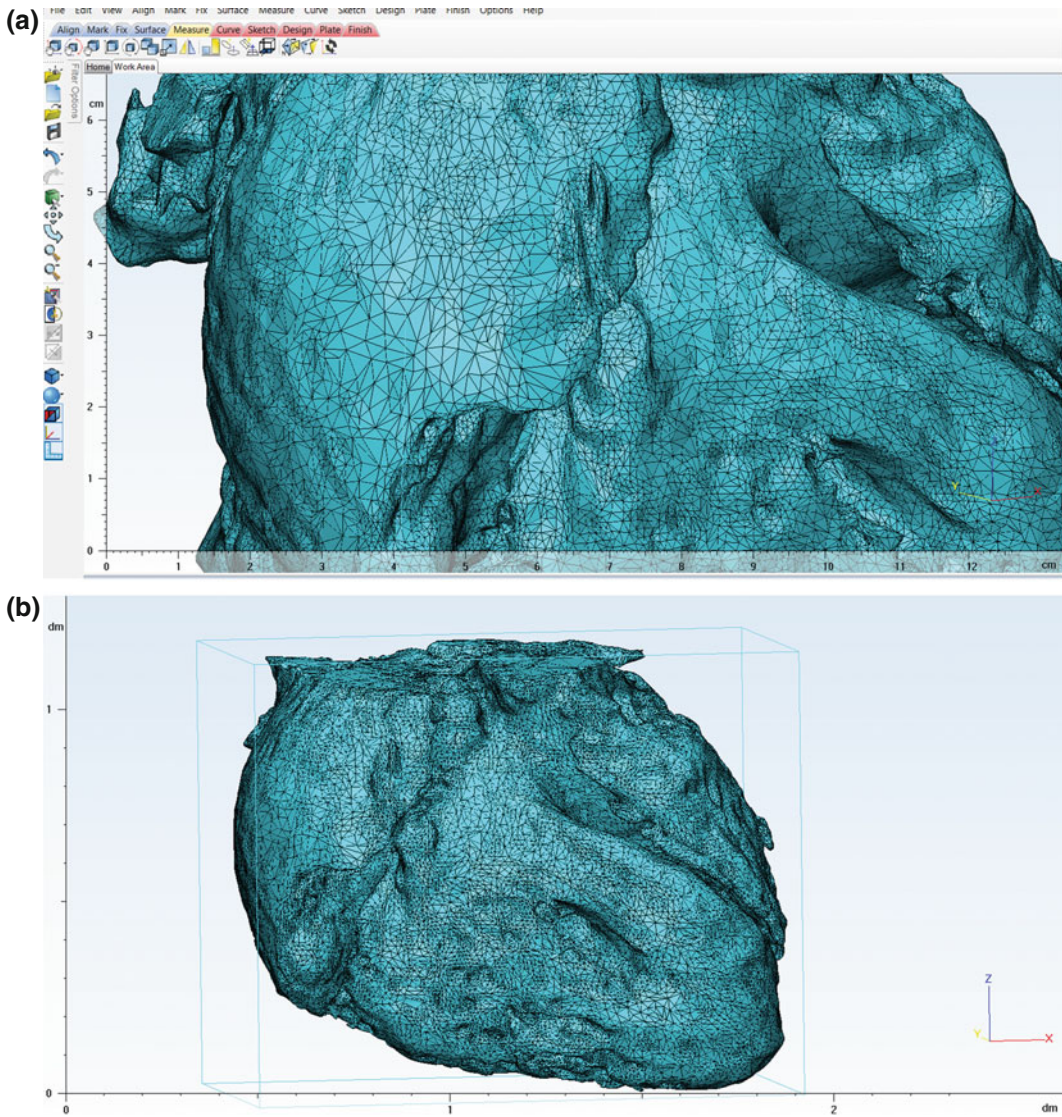 (a)
File Edit View Align Mark Fix Surface Measure Curve Sketch Design Plate Finish Options Help
Align Mark Fix Surface Measure Curve Sketch Design Plate Finish
Home Work Area
Filter Options
cm
6
5
4
3
2
1
0
Y X
0 1 2 3 4 5 6 7 8 9 10 11 12 cm
(b)
dm
1
Z
Y X
0
0 1 2 dm